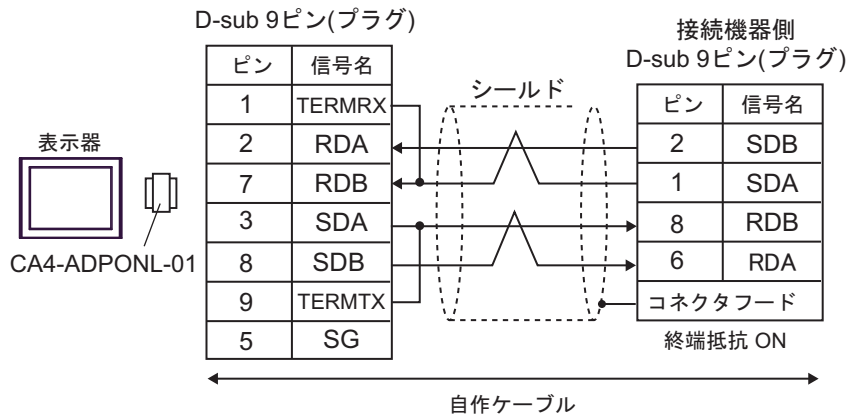 D-sub 9ピン(プラグ)
ピン 信号名
1 TERMRX
2 RDA
7 RDB
3 SDA
8 SDB
9 TERMTX
5 SG
シールド
接続機器側
D-sub 9ピン(プラグ)
ピン 信号名
2 SDB
1 SDA
8 RDB
6 RDA
コネクタフード
終端抵抗 ON
表示器
CA4-ADPONL-01
自作ケーブル